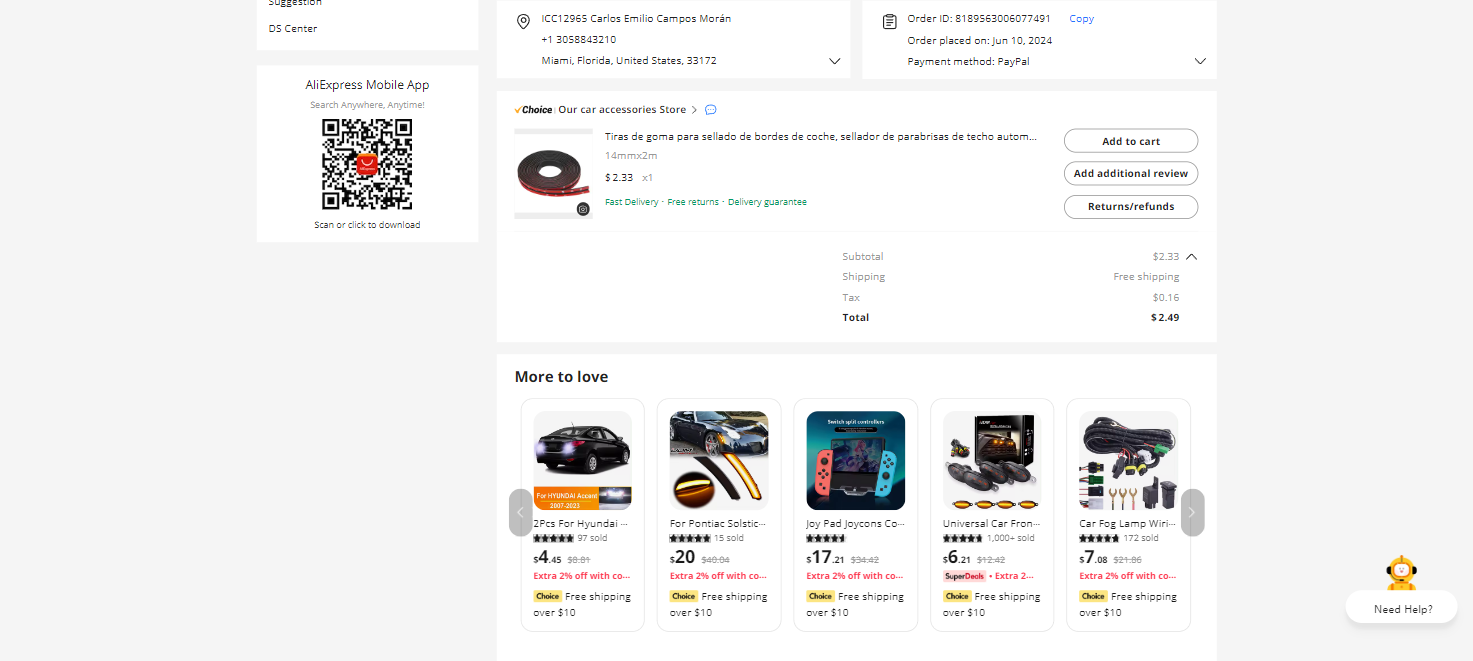 Suggestion
DS Center
AliExpress Mobile App
Search Anywhere, Anytime!
Scan or click to download
ICC12965 Carlos Emilio Campos Morán
+1 3058843210
Miami, Florida, United States, 33172
Order ID: 8189563006077491 Copy
Order placed on: Jun 10, 2024
Payment method: PayPal
Choice Our car accessories Store
Tiras de goma para sellado de bordes de coche, sellador de parabrisas de techo autom...
14mmx2m
$2.33 x1
Fast Delivery · Free returns · Delivery guarantee
Add to cart
Add additional review
Returns/refunds
Subtotal $2.33
Shipping Free shipping
Tax $0.16
Total $2.49
More to love
For HYUNDAI Accent
2007-2023
2Pcs For Hyundai ...
97 sold
$4.45 $8.81
Extra 2% off with co...
Choice Free shipping
over $10
For Pontiac Solstic...
15 sold
$20 $40.04
Extra 2% off with co...
Choice Free shipping
over $10
Switch split controllers
Joy Pad Joycons Co...
$17.21 $34.42
Extra 2% off with co...
Choice Free shipping
over $10
Universal Car Fron...
1,000+ sold
$6.21 $12.42
SuperDeals • Extra 2...
Choice Free shipping
over $10
Car Fog Lamp Wiri...
172 sold
$7.08 $21.86
Extra 2% off with co...
Choice Free shipping
over $10
Need Help?